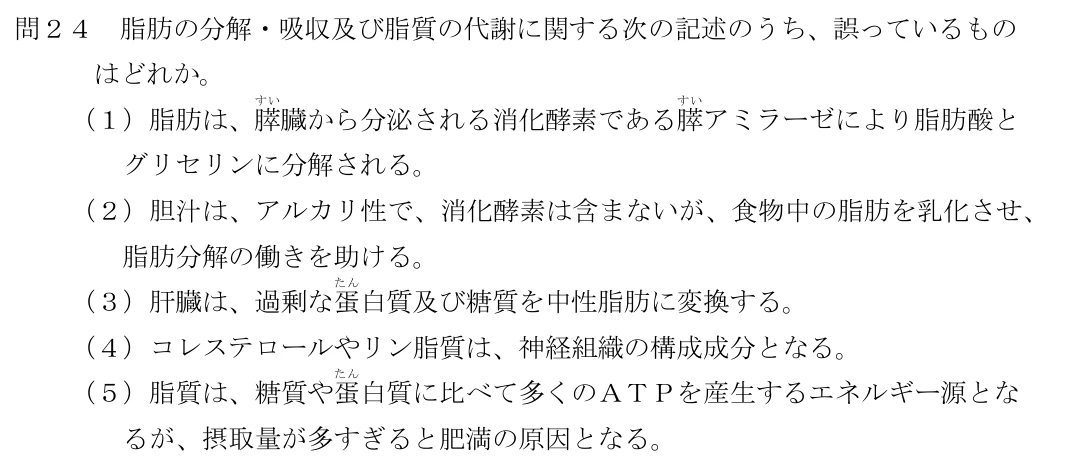 問２４　脂肪の分解・吸収及び脂質の代謝に関する次の記述のうち、誤っているもの
はどれか。
（１）脂肪は、膵臓から分泌される消化酵素である膵アミラーゼにより脂肪酸と
グリセリンに分解される。
（２）胆汁は、アルカリ性で、消化酵素は含まないが、食物中の脂肪を乳化させ、
脂肪分解の働きを助ける。
（３）肝臓は、過剰な蛋白質及び糖質を中性脂肪に変換する。
（４）コレステロールやリン脂質は、神経組織の構成成分となる。
（５）脂質は、糖質や蛋白質に比べて多くのＡＴＰを産生するエネルギー源とな
るが、摂取量が多すぎると肥満の原因となる。